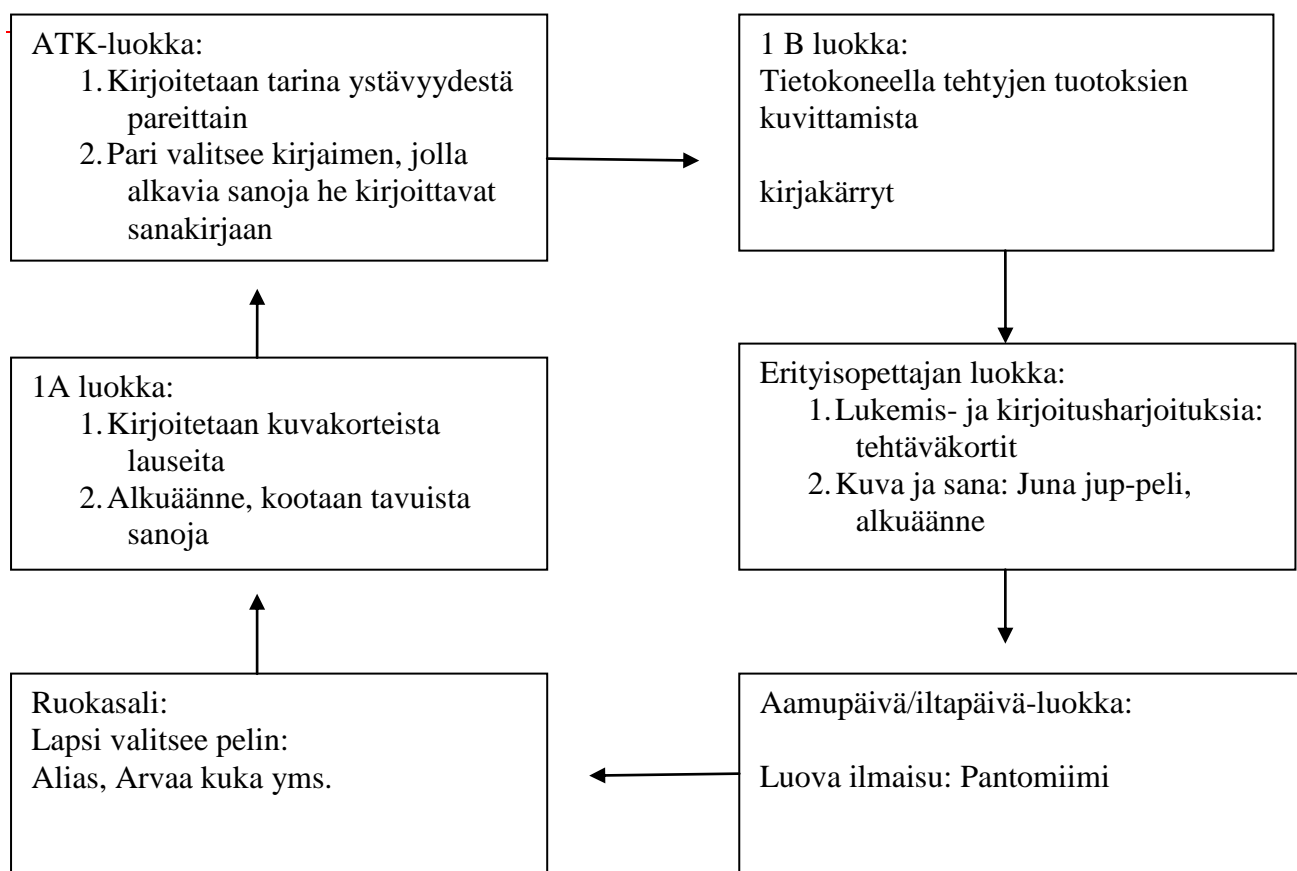 ATK-luokka:
1. Kirjoitetaan tarina ystävyydestä
pareittain
2. Pari valitsee kirjaimen, jolla
alkavia sanoja he kirjoittavat
sanakirjaan
1 B luokka:
Tietokoneella tehtyjen tuotoksien
kuvittamista
kirjakärryt
1A luokka:
1. Kirjoitetaan kuvakorteista
lauseita
2. Alkuäänne, kootaan tavuista
sanoja
Erityisopettajan luokka:
1. Lukemis- ja kirjoitusharjoituksia:
tehtäväkortit
2. Kuva ja sana: Juna jup-peli,
alkuäänne
Ruokasali:
Lapsi valitsee pelin:
Alias, Arvaa kuka yms.
Aamupäivä/iltapäivä-luokka:
Luova ilmaisu: Pantomiimi